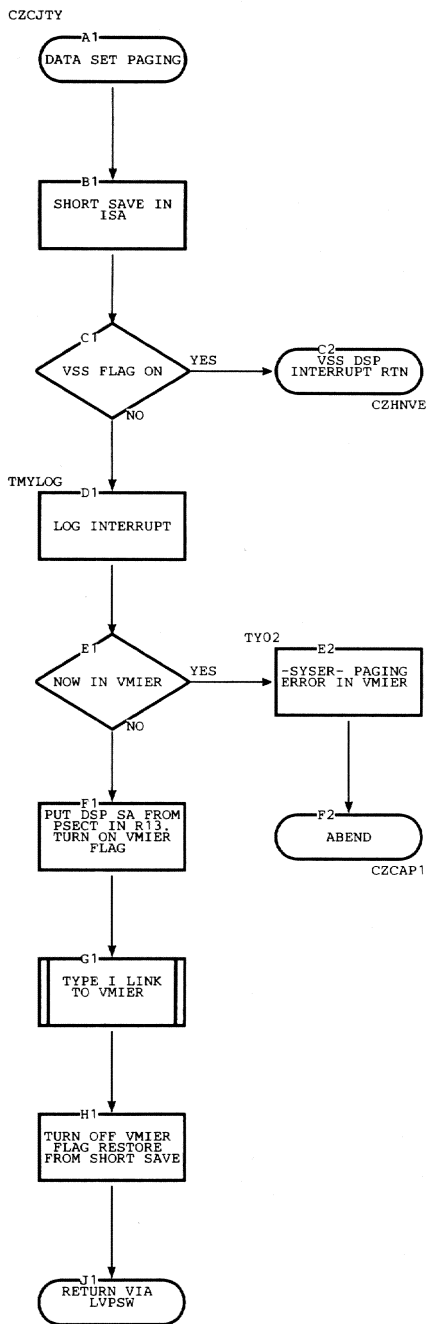 CZCJTY
A1
DATA SET PAGING
B1
SHORT SAVE IN
ISA
C1
VSS FLAG ON
YES
NO
C2
VSS DSP
INTERRUPT RTN
CZHNVE
TMYLOG
D1
LOG INTERRUPT
E1
NOW IN VMIER
YES
NO
TY02
E2
-SYSER- PAGING
ERROR IN VMIER
F1
PUT DSP SA FROM
PSECT IN R13.
TURN ON VMIER
FLAG
F2
ABEND
CZCAP1
G1
TYPE I LINK
TO VMIER
H1
TURN OFF VMIER
FLAG RESTORE
FROM SHORT SAVE
J1
RETURN VIA
LVPSW